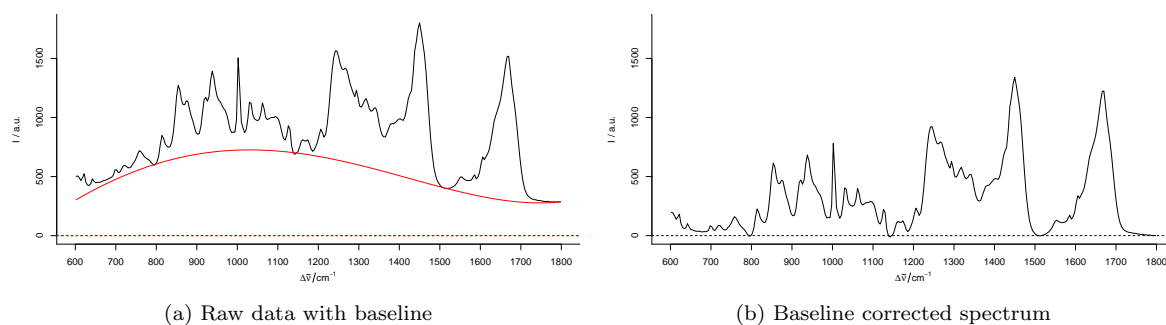 I / a.u.
1500
1000
500
0
600 700 800 900 1000 1100 1200 1300 1400 1500 1600 1700 1800
Δν̃/cm⁻¹
(a) Raw data with baseline
I / a.u.
1500
1000
500
0
600 700 800 900 1000 1100 1200 1300 1400 1500 1600 1700 1800
Δν̃/cm⁻¹
(b) Baseline corrected spectrum